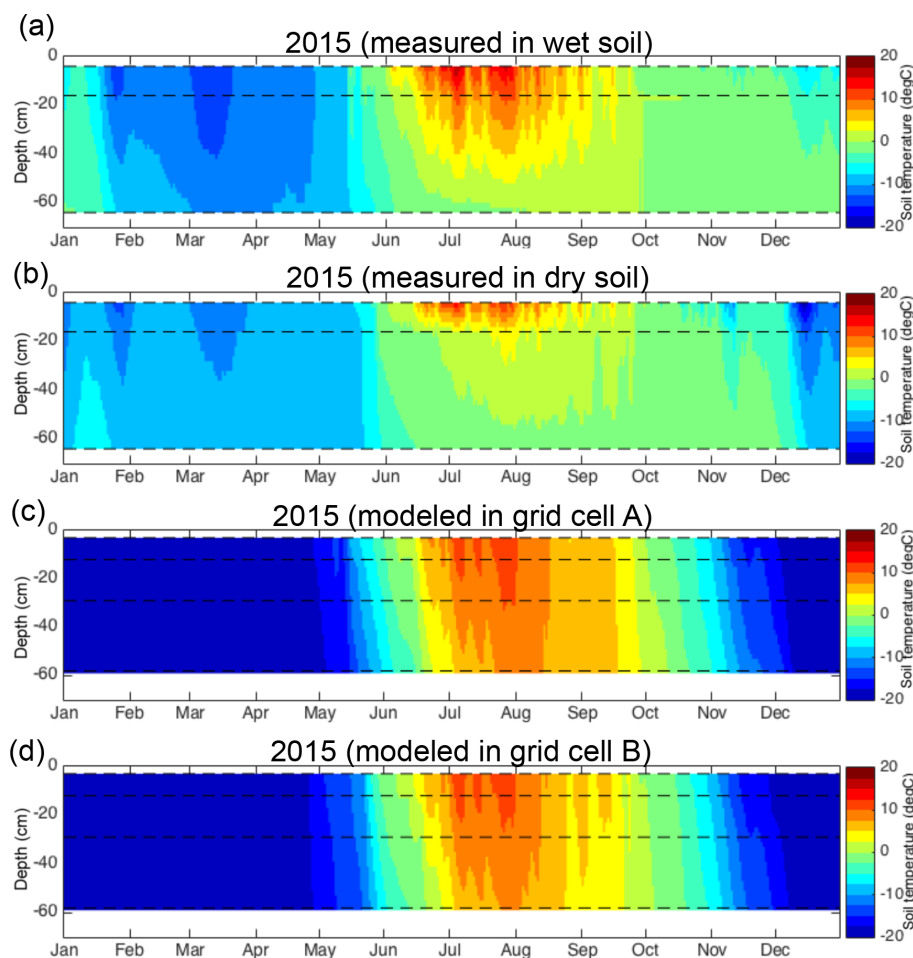 (a)
2015 (measured in wet soil)
Depth (cm)
0
-20
-40
-60
Jan Feb Mar Apr May Jun Jul Aug Sep Oct Nov Dec
20
10
0
-10
-20
Soil temperature (degC)
(b)
2015 (measured in dry soil)
Depth (cm)
0
-20
-40
-60
Jan Feb Mar Apr May Jun Jul Aug Sep Oct Nov Dec
20
10
0
-10
-20
Soil temperature (degC)
(c)
2015 (modeled in grid cell A)
Depth (cm)
0
-20
-40
-60
Jan Feb Mar Apr May Jun Jul Aug Sep Oct Nov Dec
20
10
0
-10
-20
Soil temperature (degC)
(d)
2015 (modeled in grid cell B)
Depth (cm)
0
-20
-40
-60
Jan Feb Mar Apr May Jun Jul Aug Sep Oct Nov Dec
20
10
0
-10
-20
Soil temperature (degC)